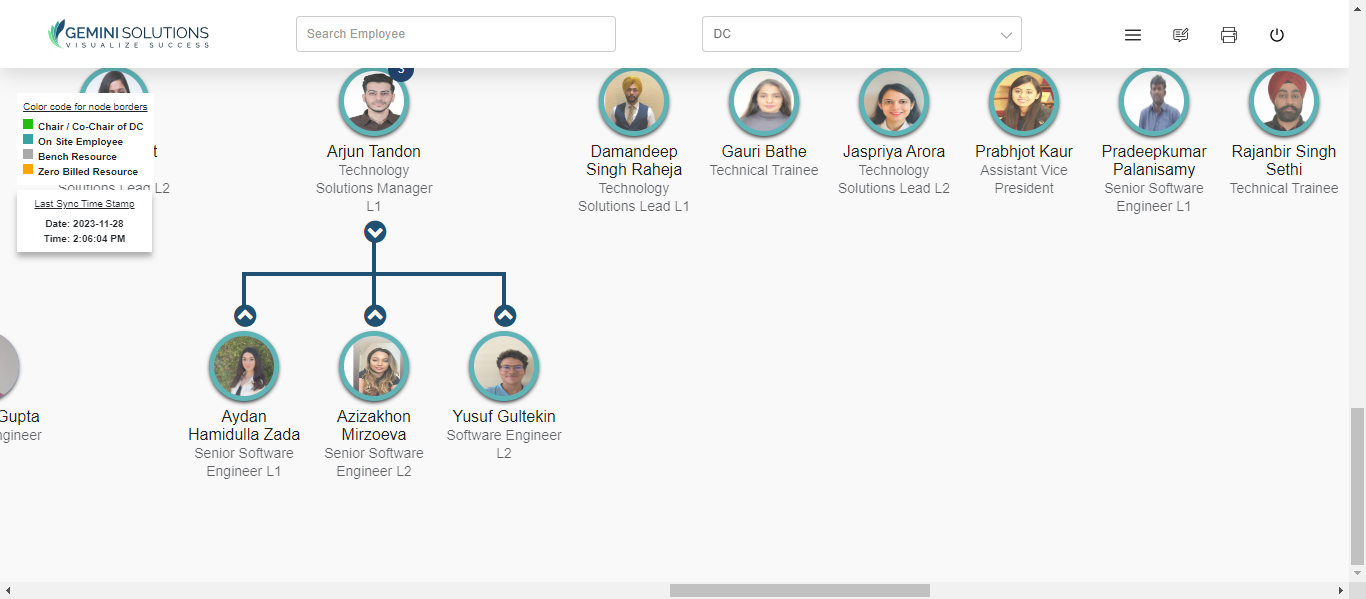 GEMINI SOLUTIONS
VISUALIZE SUCCESS
Search Employee
DC
3
Color code for node borders
Chair / Co-Chair of DC
On Site Employee
Bench Resource
Zero Billed Resource
t
Solutions Lead L2
Last Sync Time Stamp
Date: 2023-11-28
Time: 2:06:04 PM
Arjun Tandon
Technology
Solutions Manager
L1
Damandeep
Singh Raheja
Technology
Solutions Lead L1
Gauri Bathe
Technical Trainee
Jaspriya Arora
Technology
Solutions Lead L2
Prabhjot Kaur
Assistant Vice
President
Pradeepkumar
Palanisamy
Senior Software
Engineer L1
Rajanbir Singh
Sethi
Technical Trainee
Gupta
ngineer
Aydan
Hamidulla Zada
Senior Software
Engineer L1
Azizakhon
Mirzoeva
Senior Software
Engineer L2
Yusuf Gultekin
Software Engineer
L2